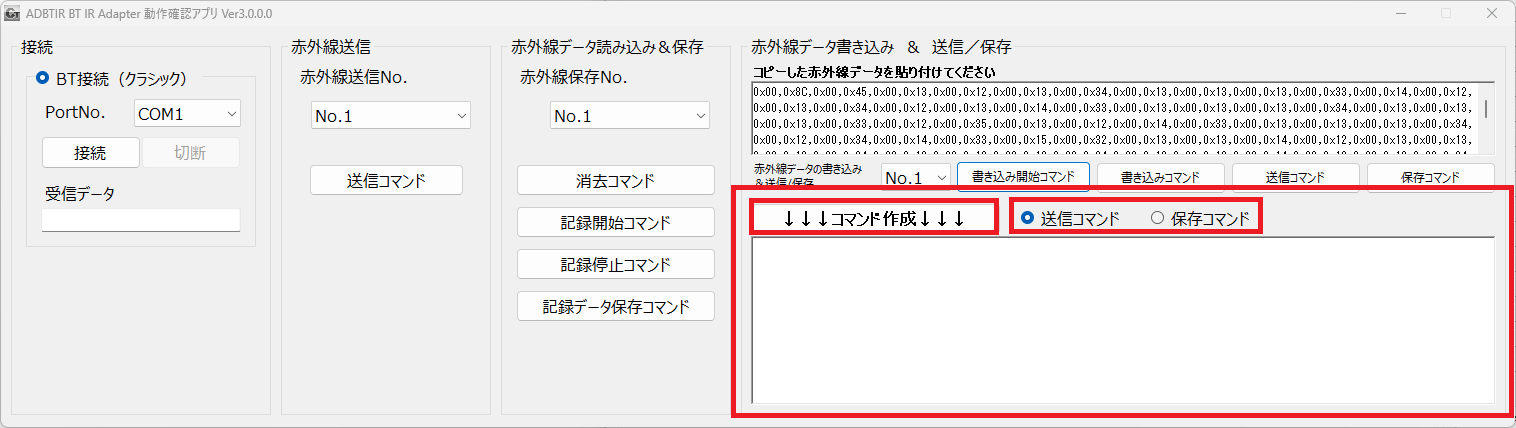 ADBTIR BT IR Adapter 動作確認アプリ Ver3.0.0.0
接続
BT接続（クラシック）
PortNo.
COM1
接続
切断
受信データ
赤外線送信
赤外線送信No.
No.1
送信コマンド
赤外線データ読み込み＆保存
赤外線保存No.
No.1
消去コマンド
記録開始コマンド
記録停止コマンド
記録データ保存コマンド
赤外線データ書き込み　＆　送信／保存
コピーした赤外線データを貼り付けてください
0x00,0x8C,0x00,0x45,0x00,0x13,0x00,0x12,0x00,0x13,0x00,0x34,0x00,0x13,0x00,0x13,0x00,0x13,0x00,0x33,0x00,0x14,0x00,0x12,
0x00,0x13,0x00,0x34,0x00,0x12,0x00,0x13,0x00,0x14,0x00,0x33,0x00,0x13,0x00,0x13,0x00,0x13,0x00,0x34,0x00,0x13,0x00,0x13,
0x00,0x13,0x00,0x33,0x00,0x12,0x00,0x35,0x00,0x13,0x00,0x12,0x00,0x14,0x00,0x33,0x00,0x13,0x00,0x13,0x00,0x13,0x00,0x34,
0x00,0x12,0x00,0x34,0x00,0x14,0x00,0x33,0x00,0x15,0x00,0x32,0x00,0x34,0x00,0x13,0x00,0x14,0x00,0x12,0x00,0x34,0x00,0x13,
赤外線データの書き込み
＆送信/保存
No.1
書き込み開始コマンド
書き込みコマンド
送信コマンド
保存コマンド
↓↓↓コマンド作成↓↓↓
送信コマンド
保存コマンド